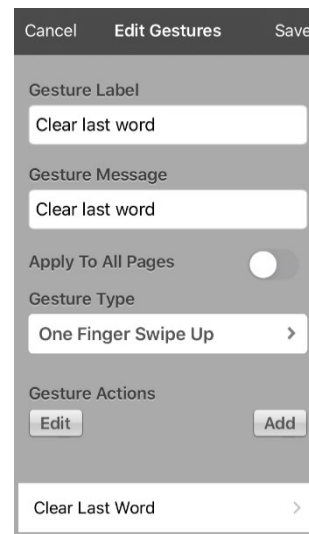 Cancel Edit Gestures Save
Gesture Label
Clear last word
Gesture Message
Clear last word
Apply To All Pages
Gesture Type
One Finger Swipe Up
Gesture Actions
Edit Add
Clear Last Word